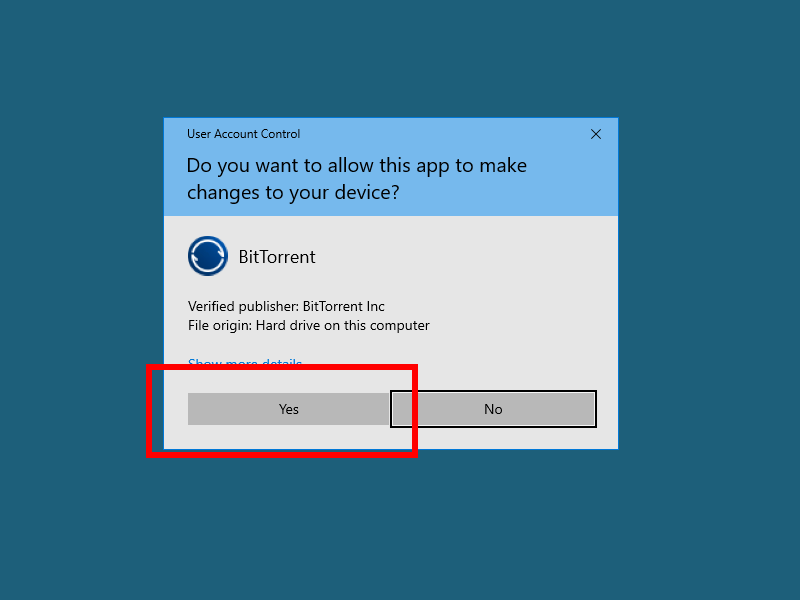 User Account Control
Do you want to allow this app to make
changes to your device?
BitTorrent
Verified publisher: BitTorrent Inc
File origin: Hard drive on this computer
Show more details
Yes
No